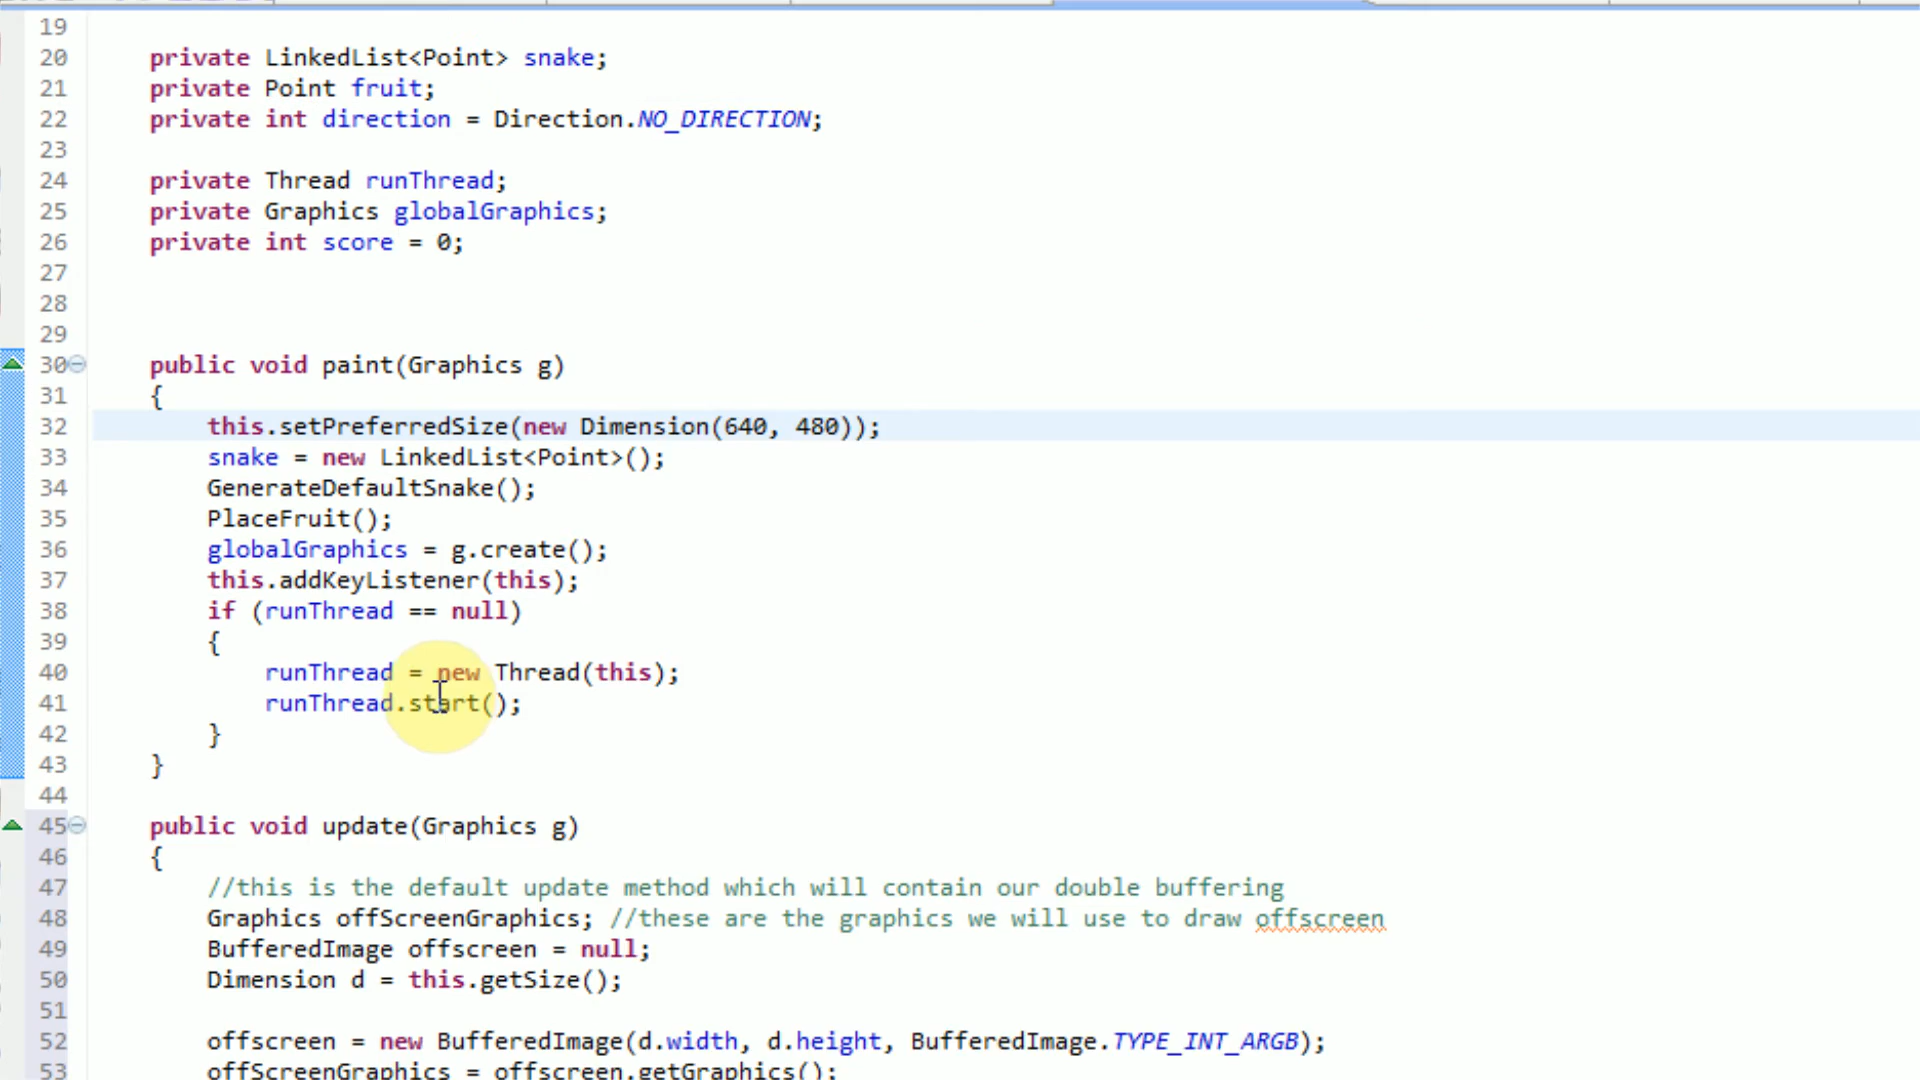 19
20 private LinkedList<Point> snake;
21 private Point fruit;
22 private int direction = Direction.NO_DIRECTION;
23
24 private Thread runThread;
25 private Graphics globalGraphics;
26 private int score = 0;
27
28
29
30 public void paint(Graphics g)
31 {
32 this.setPreferredSize(new Dimension(640, 480));
33 snake = new LinkedList<Point>();
34 GenerateDefaultSnake();
35 PlaceFruit();
36 globalGraphics = g.create();
37 this.addKeyListener(this);
38 if (runThread == null)
39 {
40 runThread = new Thread(this);
41 runThread.start();
42 }
43 }
44
45 public void update(Graphics g)
46 {
47 //this is the default update method which will contain our double buffering
48 Graphics offScreenGraphics; //these are the graphics we will use to draw offscreen
49 BufferedImage offscreen = null;
50 Dimension d = this.getSize();
51
52 offscreen = new BufferedImage(d.width, d.height, BufferedImage.TYPE_INT_ARGB);
53 offScreenGraphics = offscreen.getGraphics();